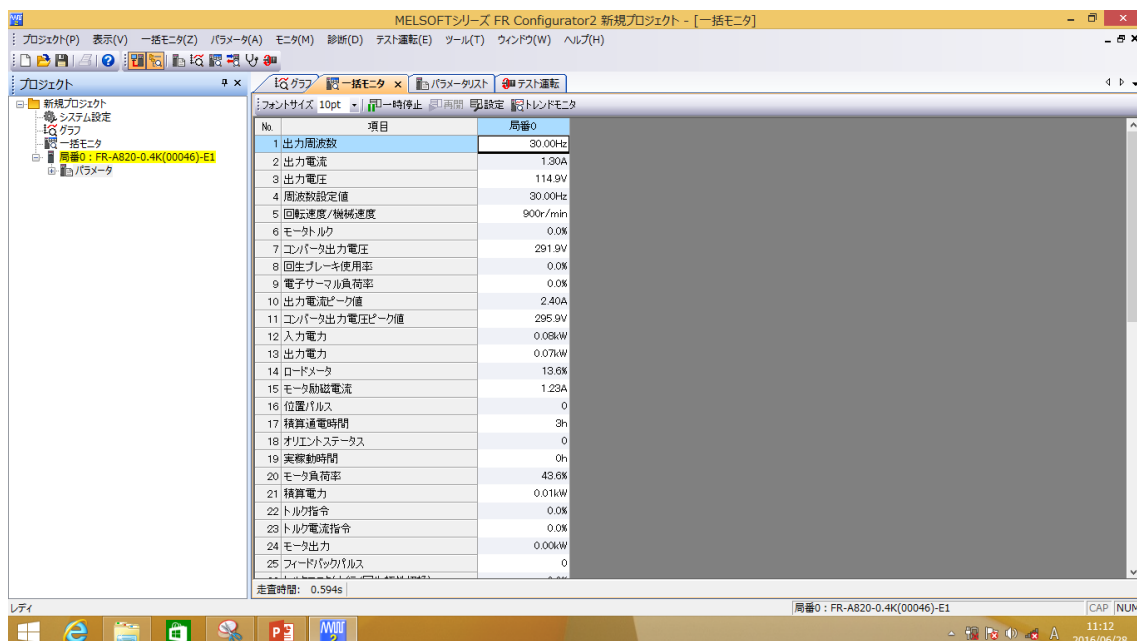 MELSOFTシリーズ FR Configurator2 新規プロジェクト - [一括モニタ]
プロジェクト(P) 表示(V) 一括モニタ(Z) パラメータ(A) モニタ(M) 診断(D) テスト運転(E) ツール(T) ウィンドウ(W) ヘルプ(H)
プロジェクト
新規プロジェクト
システム設定
グラフ
一括モニタ
局番0 : FR-A820-0.4K(00046)-E1
パラメータ
グラフ 一括モニタ パラメータリスト テスト運転
フォントサイズ 10pt 一時停止 再開 設定 トレンドモニタ
No. 項目 局番0
1 出力周波数 30.00Hz
2 出力電流 1.30A
3 出力電圧 114.9V
4 周波数設定値 30.00Hz
5 回転速度/機械速度 900r/min
6 モータトルク 0.0%
7 コンバータ出力電圧 291.9V
8 回生ブレーキ使用率 0.0%
9 電子サーマル負荷率 0.0%
10 出力電流ピーク値 2.40A
11 コンバータ出力電圧ピーク値 295.9V
12 入力電力 0.08kW
13 出力電力 0.07kW
14 ロードメータ 13.6%
15 モータ励磁電流 1.23A
16 位置パルス 0
17 積算通電時間 3h
18 オリエントステータス 0
19 実稼動時間 0h
20 モータ負荷率 43.6%
21 積算電力 0.01kW
22 トルク指令 0.0%
23 トルク電流指令 0.0%
24 モータ出力 0.00kW
25 フィードバックパルス 0
走査時間: 0.594s
レディ 局番0 : FR-A820-0.4K(00046)-E1 CAP NUM
A 11:12
2016/06/28